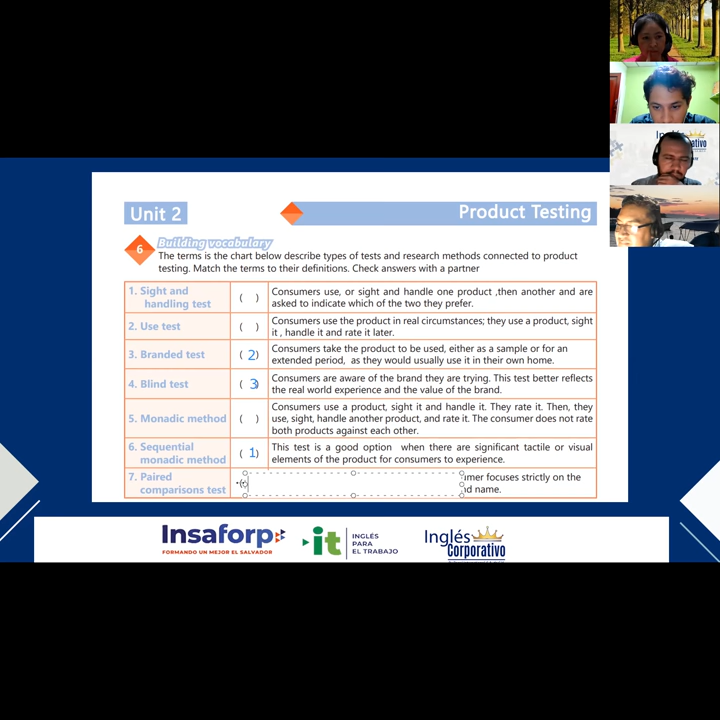 Inglés
rativo
Unit 2
Product Testing
6
Building vocabulary
The terms is the chart below describe types of tests and research methods connected to product
testing. Match the terms to their definitions. Check answers with a partner
1. Sight and
handling test
( )
Consumers use, or sight and handle one product ,then another and are
asked to indicate which of the two they prefer.
2. Use test
( )
Consumers use the product in real circumstances; they use a product, sight
it , handle it and rate it later.
3. Branded test
( 2)
Consumers take the product to be used, either as a sample or for an
extended period, as they would usually use it in their own home.
4. Blind test
( 3)
Consumers are aware of the brand they are trying. This test better reflects
the real world experience and the value of the brand.
5. Monadic method
( )
Consumers use a product, sight it and handle it. They rate it. Then, they
use, sight, handle another product, and rate it. The consumer does not rate
both products against each other.
6. Sequential
monadic method
( 1)
This test is a good option when there are significant tactile or visual
elements of the product for consumers to experience.
7. Paired
comparisons test
umer focuses strictly on the
nd name.
Insaforp
FORMANDO UN MEJOR EL SALVADOR
it
INGLÉS
PARA
EL TRABAJO
Inglés
Corporativo